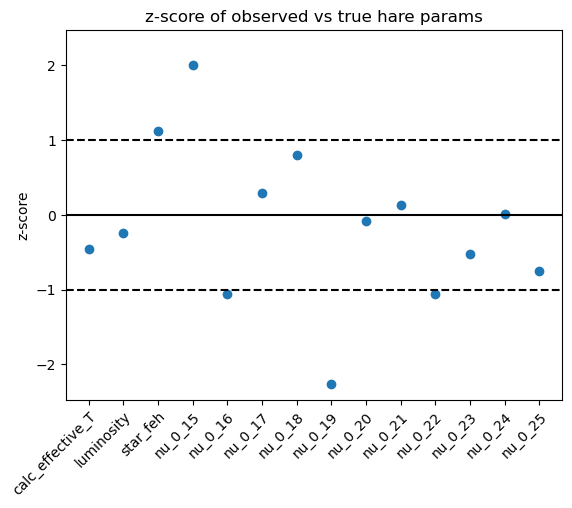 z-score of observed vs true hare params
z-score
2
1
0
−1
−2
calc_effective_T
luminosity
star_feh
nu_0_15
nu_0_16
nu_0_17
nu_0_18
nu_0_19
nu_0_20
nu_0_21
nu_0_22
nu_0_23
nu_0_24
nu_0_25